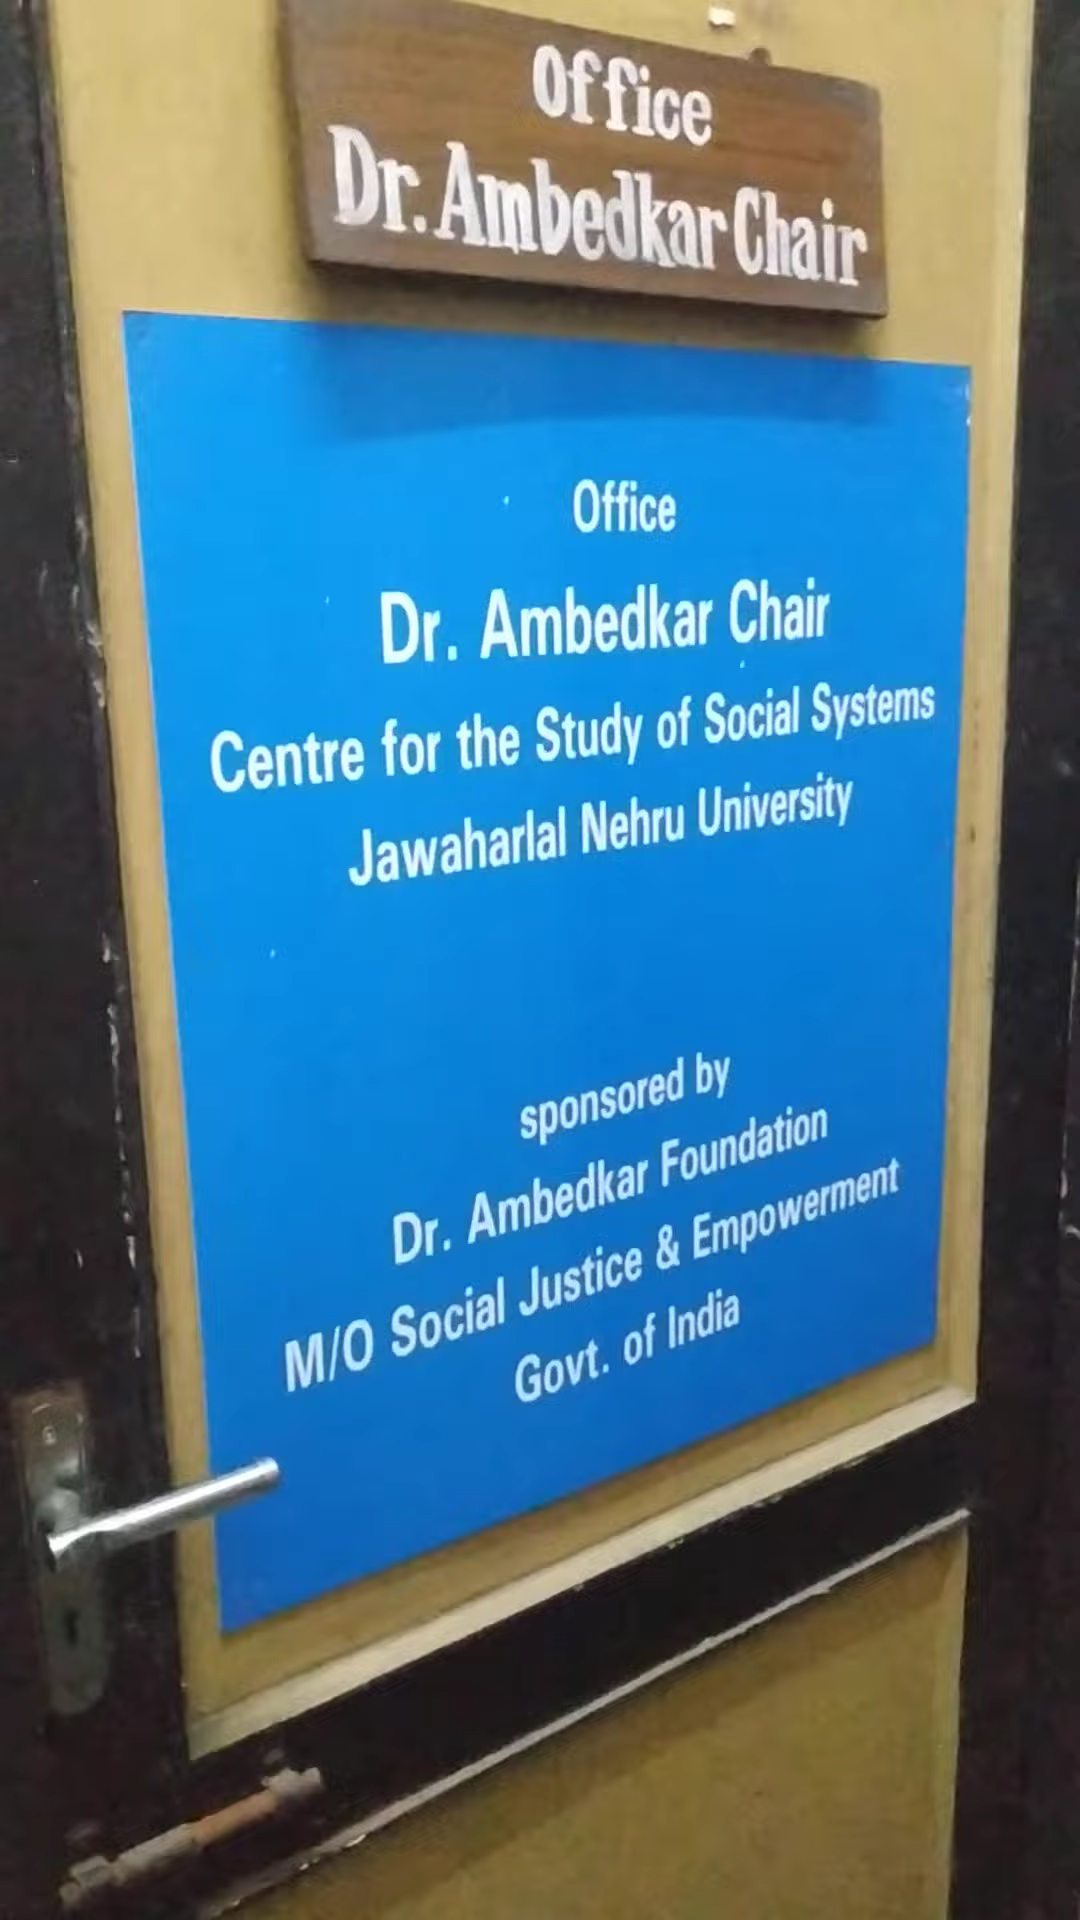 Office
Dr. Ambedkar Chair
Office
Dr. Ambedkar Chair
Centre for the Study of Social Systems
Jawaharlal Nehru University
sponsored by
Dr. Ambedkar Foundation
M/O Social Justice & Empowerment
Govt. of India